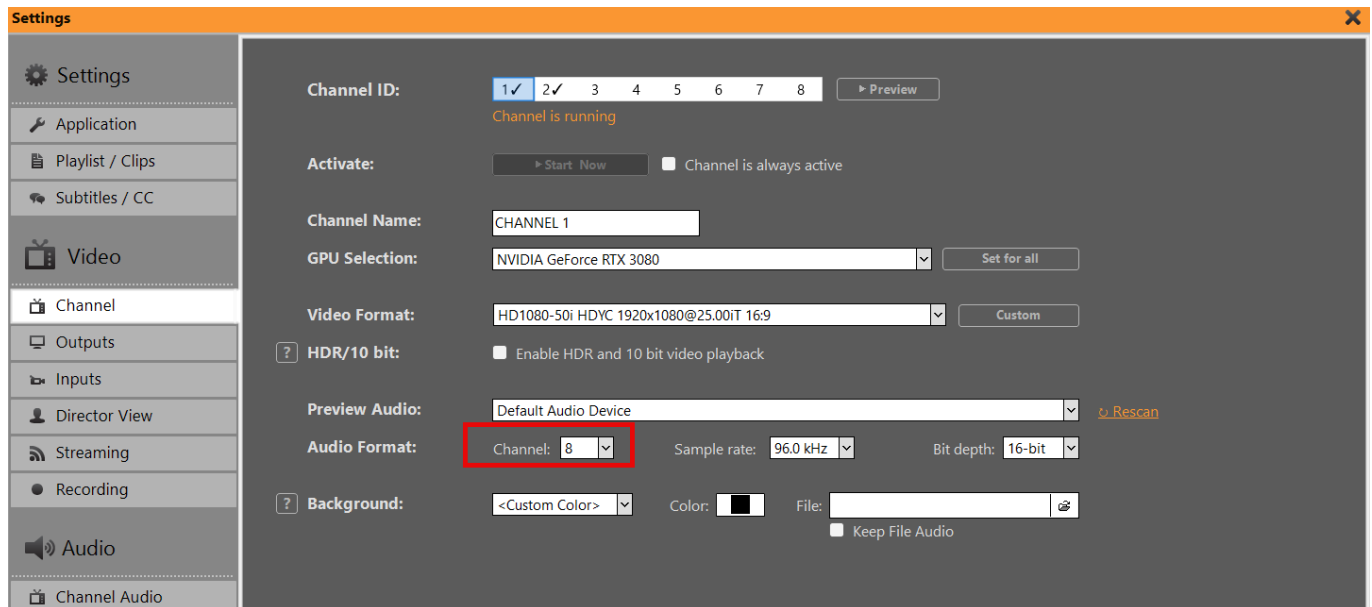 Settings
Settings
Application
Playlist / Clips
Subtitles / CC
Video
Channel
Outputs
Inputs
Director View
Streaming
Recording
Audio
Channel Audio
Channel ID: 1✓ 2✓ 3 4 5 6 7 8 Preview
Channel is running
Activate: Start Now Channel is always active
Channel Name: CHANNEL 1
GPU Selection: NVIDIA GeForce RTX 3080 Set for all
Video Format: HD1080-50i HDYC 1920x1080@25.00iT 16:9 Custom
? HDR/10 bit: Enable HDR and 10 bit video playback
Preview Audio: Default Audio Device Rescan
Audio Format: Channel: 8 Sample rate: 96.0 kHz Bit depth: 16-bit
? Background: <Custom Color> Color: File:
Keep File Audio